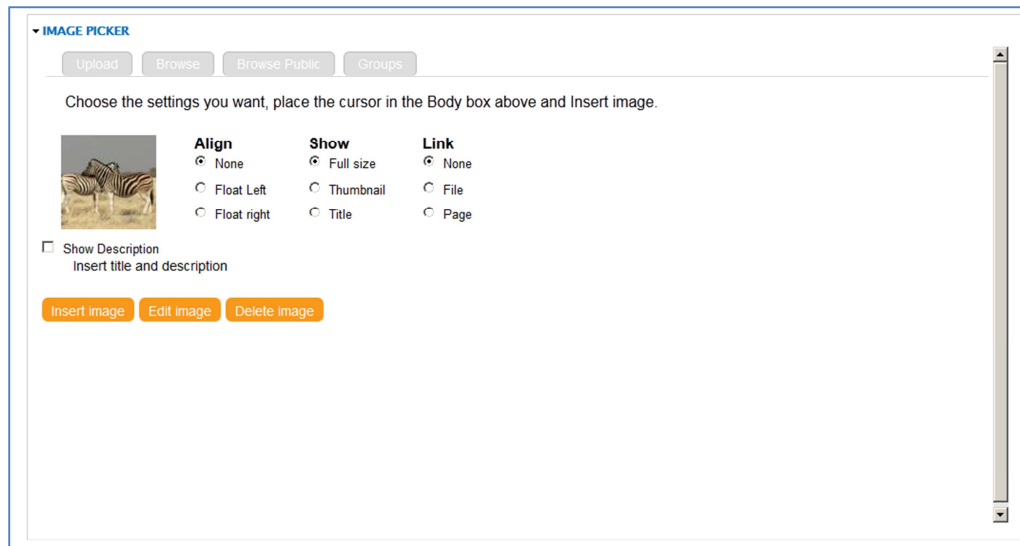 IMAGE PICKER
Upload Browse Browse Public Groups
Choose the settings you want, place the cursor in the Body box above and Insert image.
Align Show Link
None Full size None
Float Left Thumbnail File
Float right Title Page
Show Description
Insert title and description
Insert image Edit image Delete image